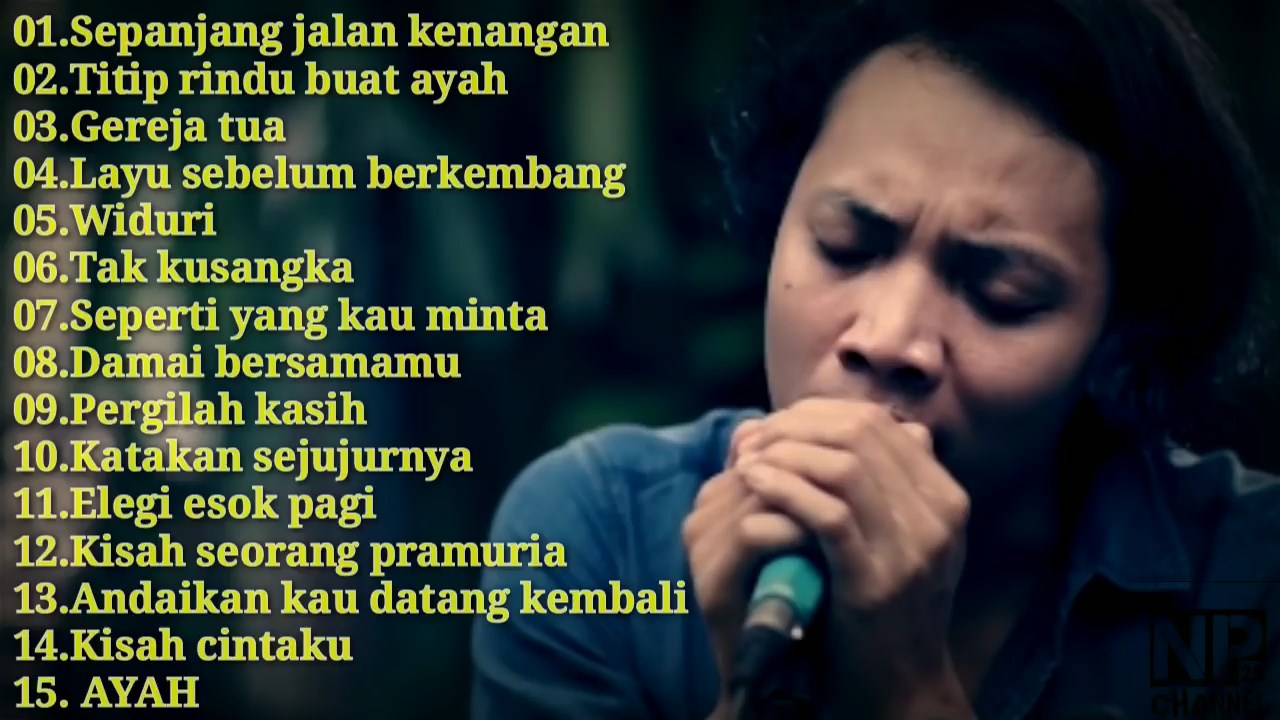 01.Sepanjang jalan kenangan
02.Titip rindu buat ayah
03.Gereja tua
04.Layu sebelum berkembang
05.Widuri
06.Tak kusangka
07.Seperti yang kau minta
08.Damai bersamamu
09.Pergilah kasih
10.Katakan sejujurnya
11.Elegi esok pagi
12.Kisah seorang pramuria
13.Andaikan kau datang kembali
14.Kisah cintaku
15. AYAH
NP
CHANNEL